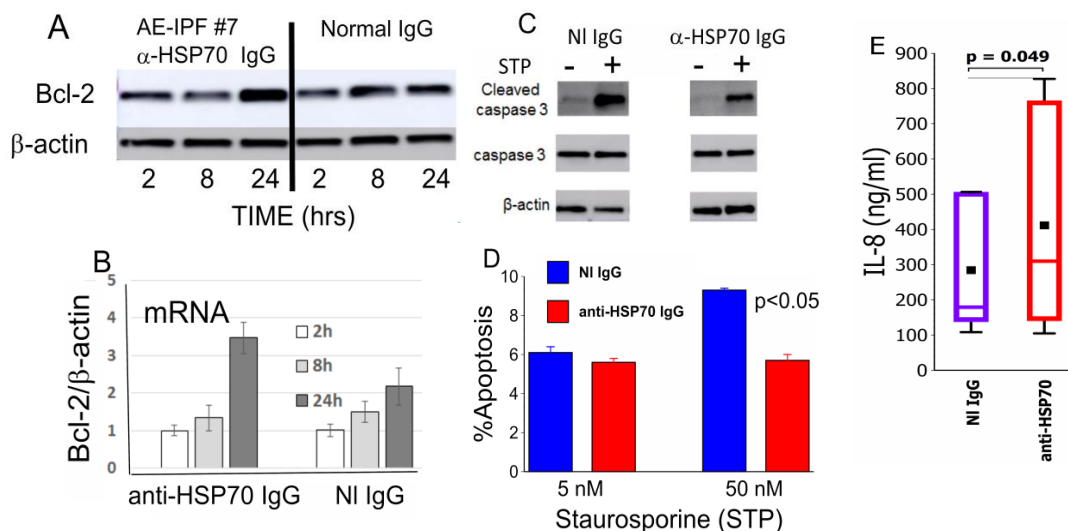 A
AE-IPF #7
α-HSP70 IgG
Normal IgG
Bcl-2
β-actin
2 8 24 2 8 24
TIME (hrs)
B
mRNA
Bcl-2/β-actin
5
4
3
2
1
0
2h
8h
24h
anti-HSP70 IgG
Nl IgG
C
Nl IgG
α-HSP70 IgG
STP - + - +
Cleaved
caspase 3
caspase 3
β-actin
D
%Apoptosis
10
8
6
4
2
0
Nl IgG
anti-HSP70 IgG
p<0.05
5 nM
50 nM
Staurosporine (STP)
E
IL-8 (ng/ml)
900
800
700
600
500
400
300
200
100
0
p = 0.049
Nl IgG
anti-HSP70